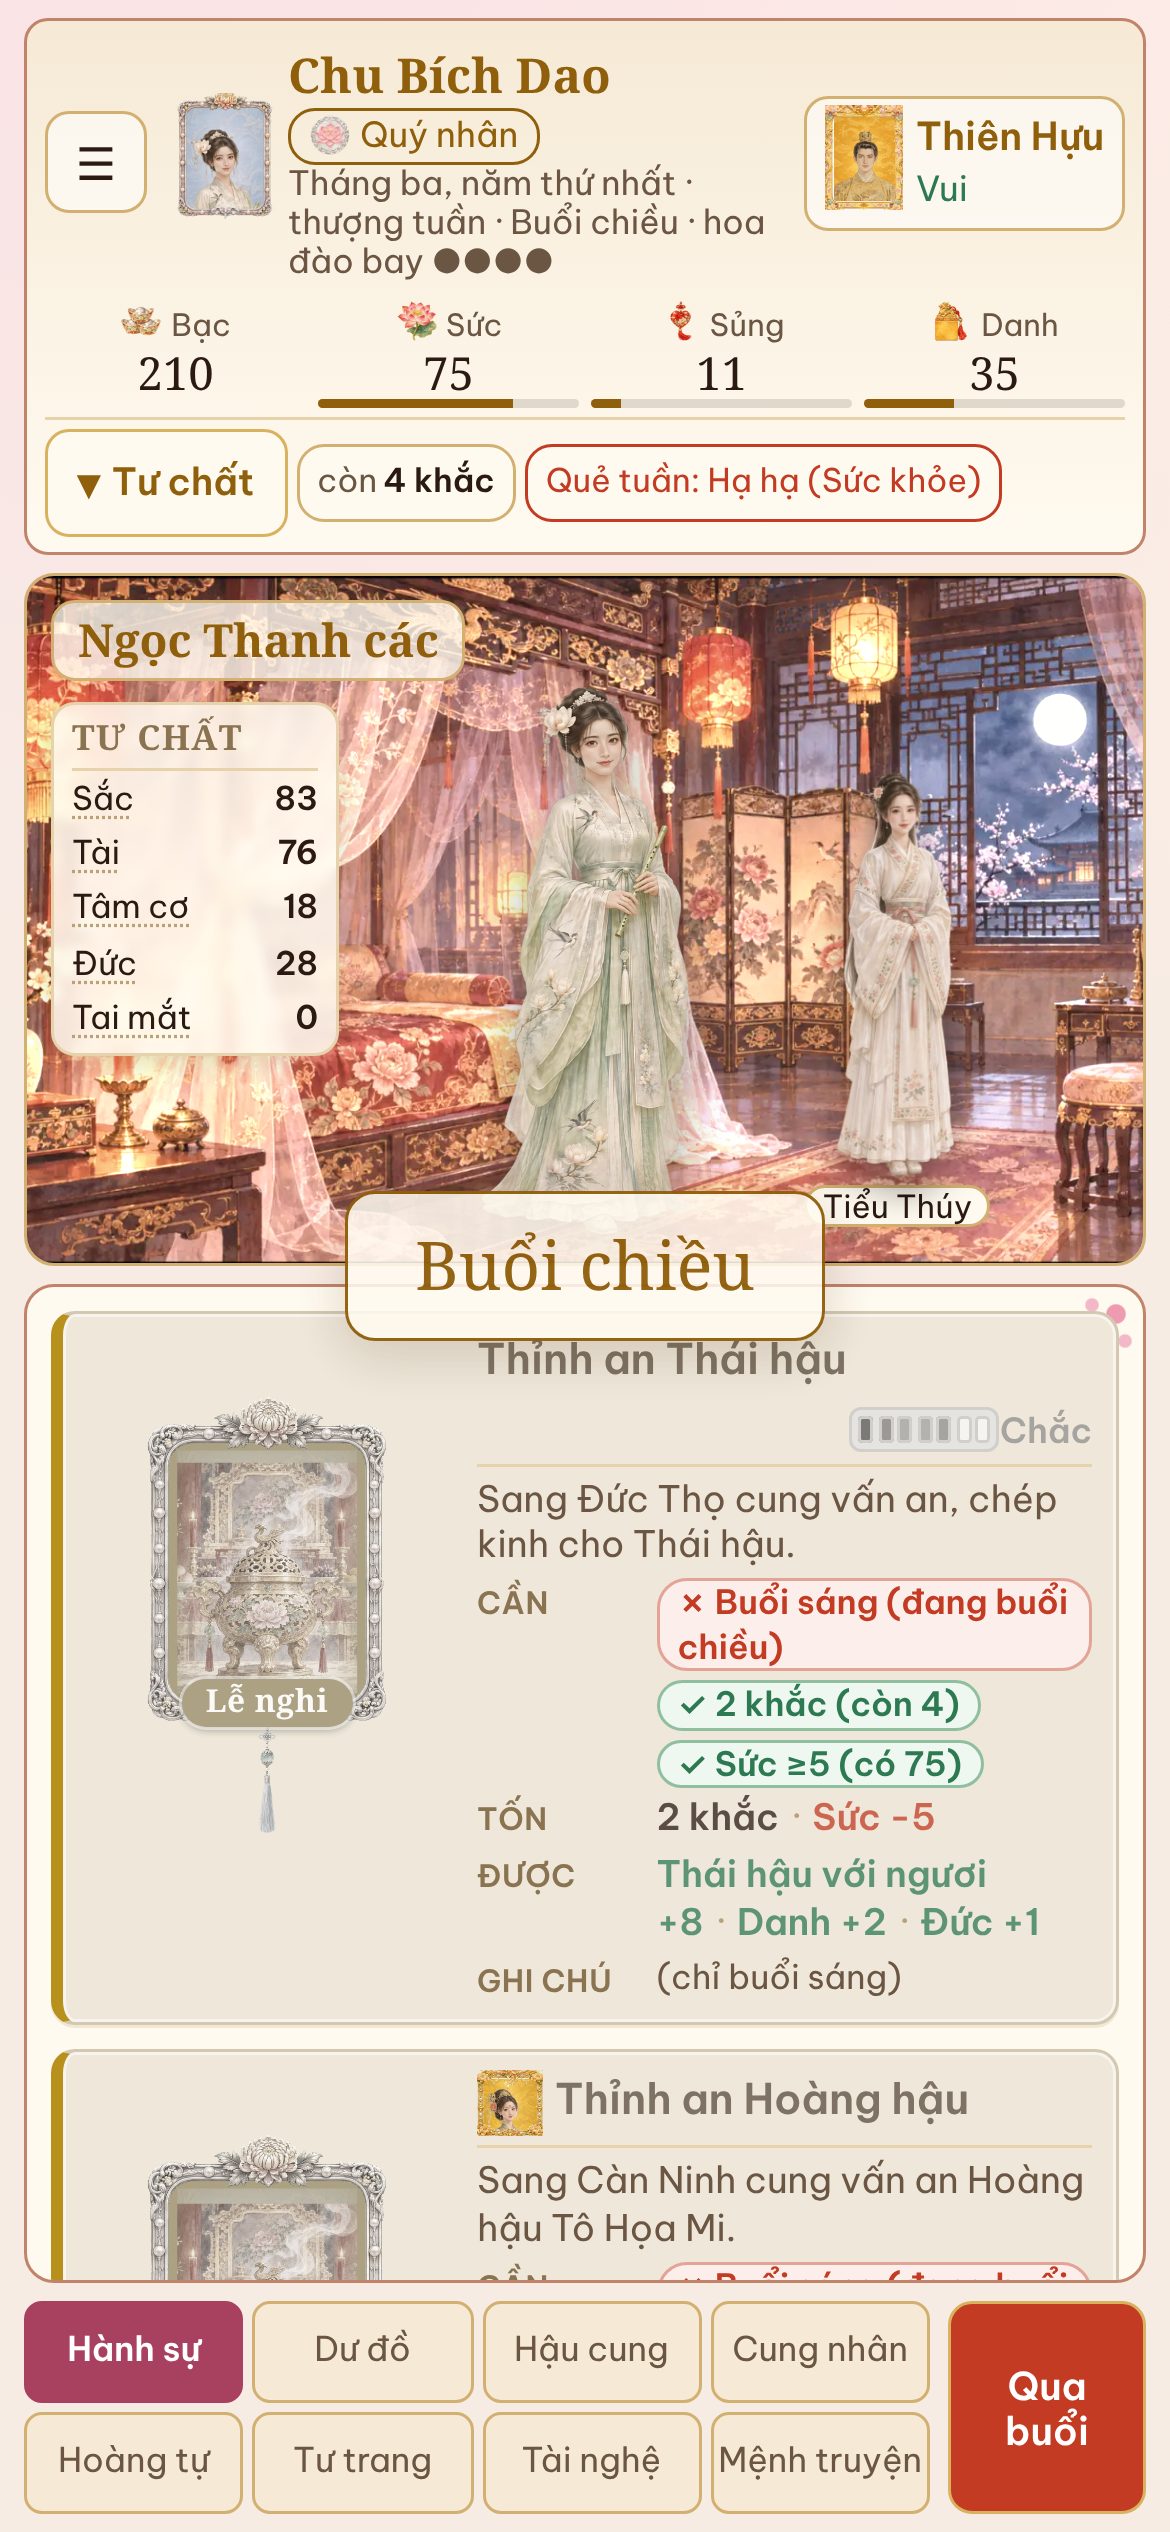 Chu Bích Dao
Quý nhân
Tháng ba, năm thứ nhất ·
thượng tuần · Buổi chiều · hoa
đào bay ●●●●
Thiên Hựu
Vui
Bạc
210
Sức
75
Sủng
11
Danh
35
▼ Tư chất
còn 4 khắc
Quẻ tuần: Hạ hạ (Sức khỏe)
Ngọc Thanh các
TƯ CHẤT
Sắc 83
Tài 76
Tâm cơ 18
Đức 28
Tai mắt 0
Tiểu Thúy
Buổi chiều
Thỉnh an Thái hậu
Chắc
Sang Đức Thọ cung vấn an, chép
kinh cho Thái hậu.
CẦN
× Buổi sáng (đang buổi
chiều)
✓ 2 khắc (còn 4)
✓ Sức ≥5 (có 75)
TỐN
2 khắc · Sức -5
ĐƯỢC
Thái hậu với ngươi
+8 · Danh +2 · Đức +1
GHI CHÚ
(chỉ buổi sáng)
Lễ nghi
Thỉnh an Hoàng hậu
Sang Càn Ninh cung vấn an Hoàng
hậu Tô Họa Mi.
Hành sự
Dư đồ
Hậu cung
Cung nhân
Hoàng tự
Tư trang
Tài nghệ
Mệnh truyện
Qua
buổi